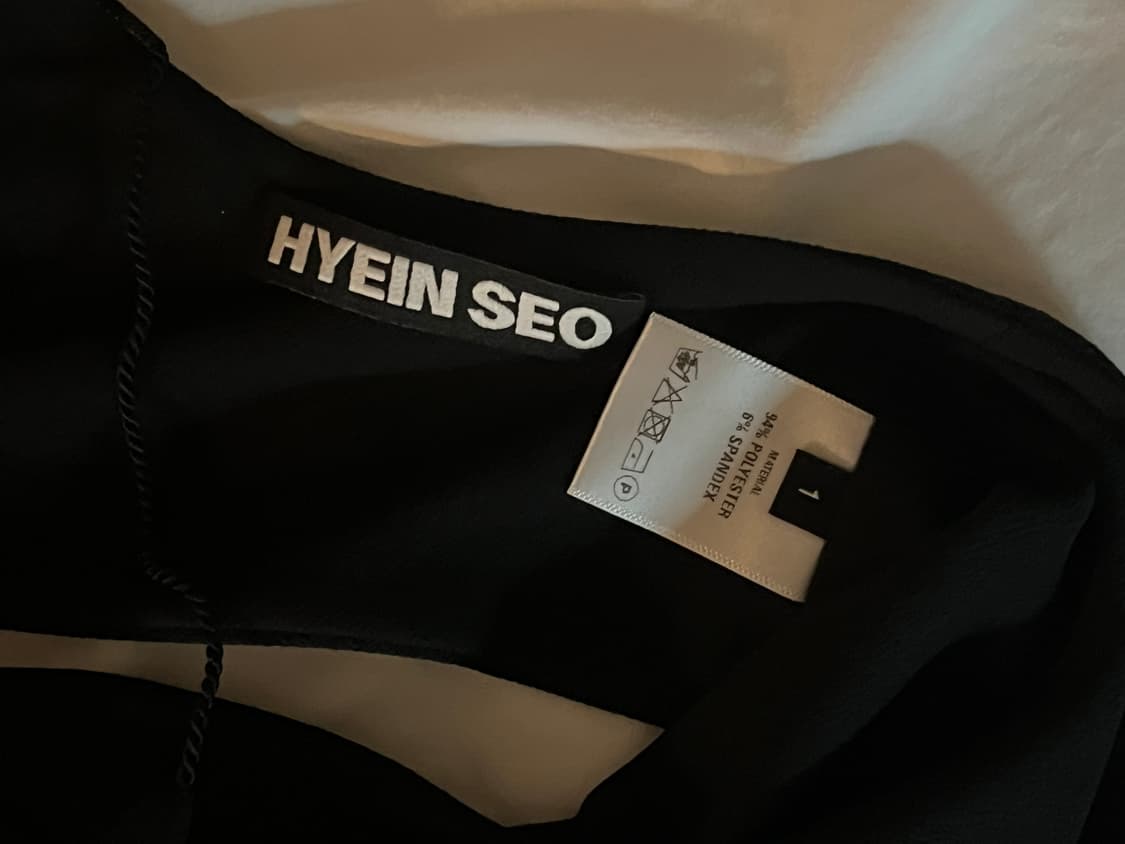 HYEIN SEO
1
MATERIAL
94% POLYESTER
6% SPANDEX
P